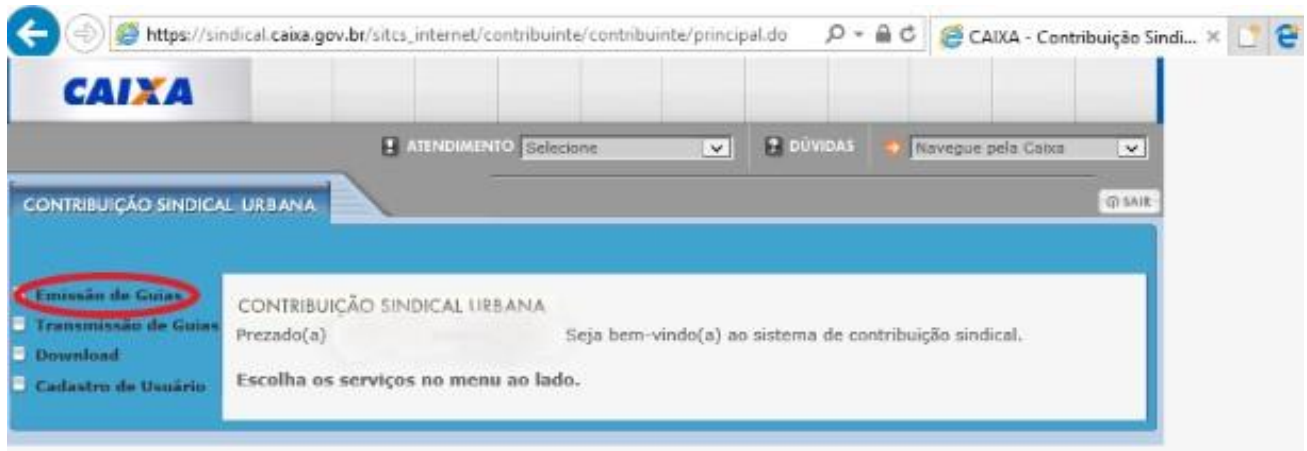 https://sindical.caixa.gov.br/sitcs_internet/contribuinte/contribuinte/principal.do
CAIXA - Contribuição Sindi...
CAIXA
ATENDIMENTO Selecione DÚVIDAS Navegue pela Caixa
CONTRIBUIÇÃO SINDICAL URBANA
SAIR
Emissão de Guias
Transmissão de Guias
Download
Cadastro de Usuário
CONTRIBUIÇÃO SINDICAL URBANA
Prezado(a) Seja bem-vindo(a) ao sistema de contribuição sindical.
Escolha os serviços no menu ao lado.